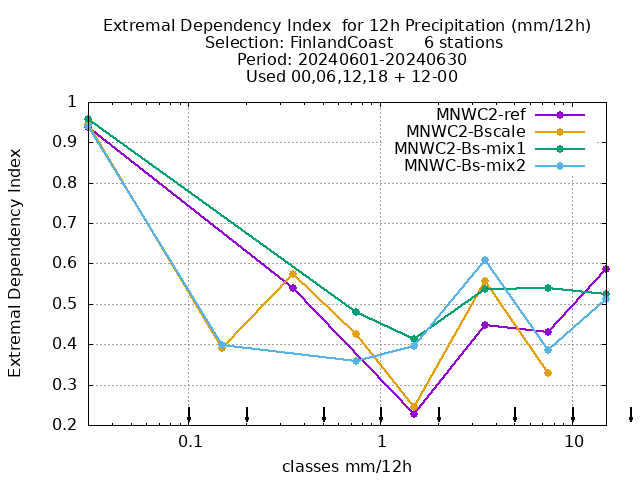 Extremal Dependency Index  for 12h Precipitation (mm/12h)
Selection: FinlandCoast      6 stations
Period: 20240601-20240630
Used 00,06,12,18 + 12-00
MNWC2-ref
MNWC2-Bscale
MNWC2-Bs-mix1
MNWC-Bs-mix2
Extremal Dependency Index
1
0.9
0.8
0.7
0.6
0.5
0.4
0.3
0.2
0.1
1
10
classes mm/12h